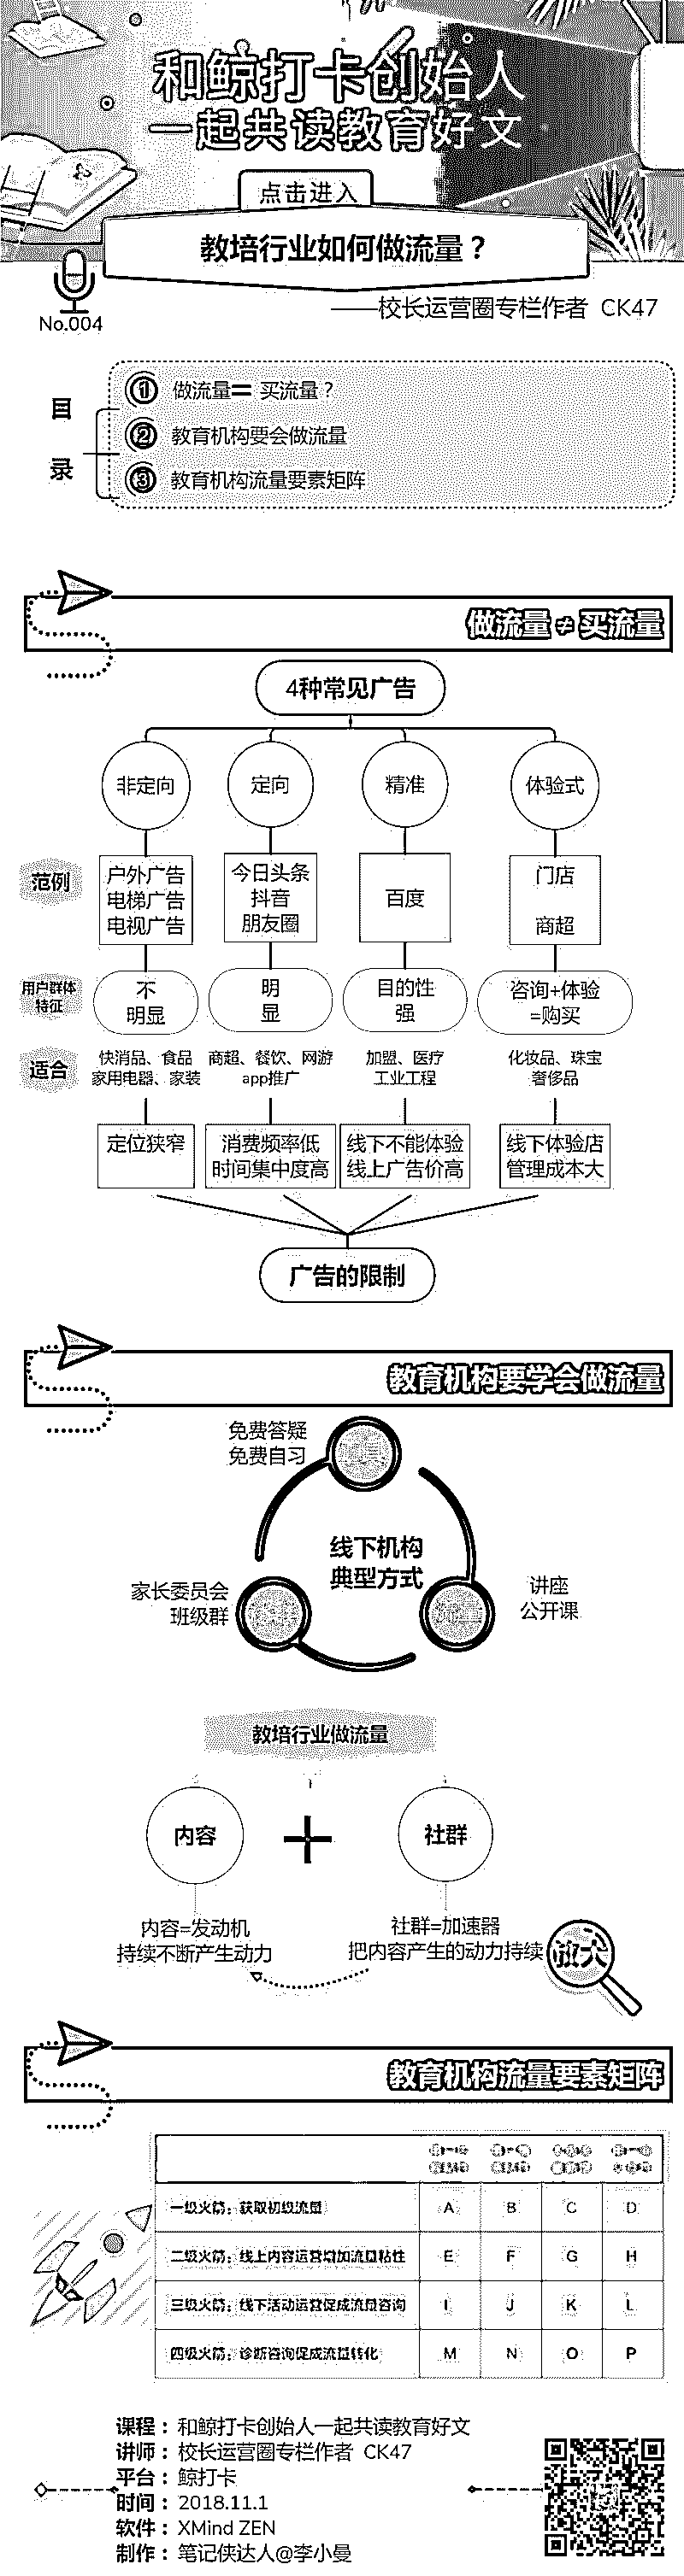 和鲸打卡创始人
一起共读教育好文
点击进入
教培行业如何做流量？
No.004
——校长运营圈专栏作者 CK47
目录
① 做流量= 买流量？
② 教育机构要会做流量
③ 教育机构流量要素矩阵
做流量≠买流量
4种常见广告
非定向 定向 精准 体验式
范例
户外广告
电梯广告
电视广告
今日头条
抖音
朋友圈
百度
门店
商超
用户群体
特征
不
明显
明
显
目的性
强
咨询+体验
=购买
适合
快消品、食品
家用电器、家装
商超、餐饮、网游
app推广
加盟、医疗
工业工程
化妆品、珠宝
奢侈品
定位狭窄
消费频率低
时间集中度高
线下不能体验
线上广告价高
线下体验店
管理成本大
广告的限制
教育机构要学会做流量
免费答疑
免费自习
线下机构
典型方式
家长委员会
班级群
讲座
公开课
教培行业做流量
内容
社群
内容=发动机
持续不断产生动力
社群=加速器
把内容产生的动力持续
放大
教育机构流量要素矩阵
一级火箭：获取初级流量 A B C D
二级火箭：线上内容运营增加流量粘性 E F G H
三级火箭：线下活动运营促成流量咨询 I J K L
四级火箭：诊断咨询促成流量转化 M N O P
课程：和鲸打卡创始人一起共读教育好文
讲师：校长运营圈专栏作者 CK47
平台：鲸打卡
时间：2018.11.1
软件：XMind ZEN
制作：笔记侠达人@李小曼